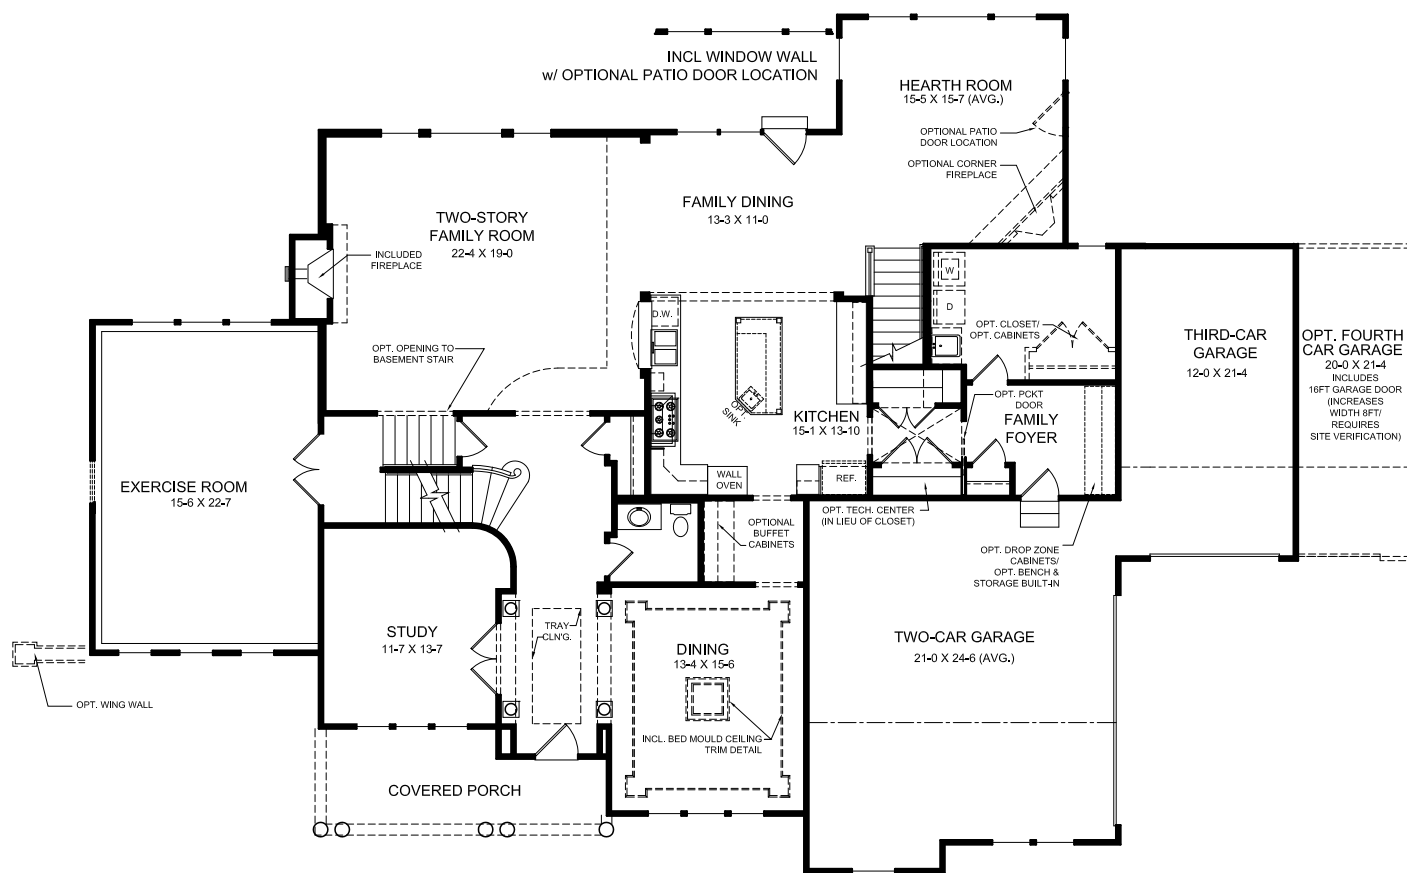 INCL WINDOW WALL
w/ OPTIONAL PATIO DOOR LOCATION
HEARTH ROOM
15-5 X 15-7 (AVG.)
OPTIONAL PATIO
DOOR LOCATION
OPTIONAL CORNER
FIREPLACE
FAMILY DINING
13-3 X 11-0
TWO-STORY
FAMILY ROOM
22-4 X 19-0
INCLUDED
FIREPLACE
W
D
D.W.
OPT. CLOSET/
OPT. CABINETS
THIRD-CAR
GARAGE
12-0 X 21-4
OPT. FOURTH
CAR GARAGE
20-0 X 21-4
INCLUDES
16FT GARAGE DOOR
(INCREASES
WIDTH 8FT/
REQUIRES
SITE VERIFICATION)
OPT. OPENING TO
BASEMENT STAIR
OPT.
SINK
KITCHEN
15-1 X 13-10
OPT. PCKT
DOOR
FAMILY
FOYER
WALL
OVEN
REF.
EXERCISE ROOM
15-6 X 22-7
OPT. TECH. CENTER
(IN LIEU OF CLOSET)
OPTIONAL
BUFFET
CABINETS
OPT. DROP ZONE
CABINETS/
OPT. BENCH &
STORAGE BUILT-IN
STUDY
11-7 X 13-7
TRAY
CLN'G.
DINING
13-4 X 15-6
TWO-CAR GARAGE
21-0 X 24-6 (AVG.)
OPT. WING WALL
INCL. BED MOULD CEILING
TRIM DETAIL
COVERED PORCH